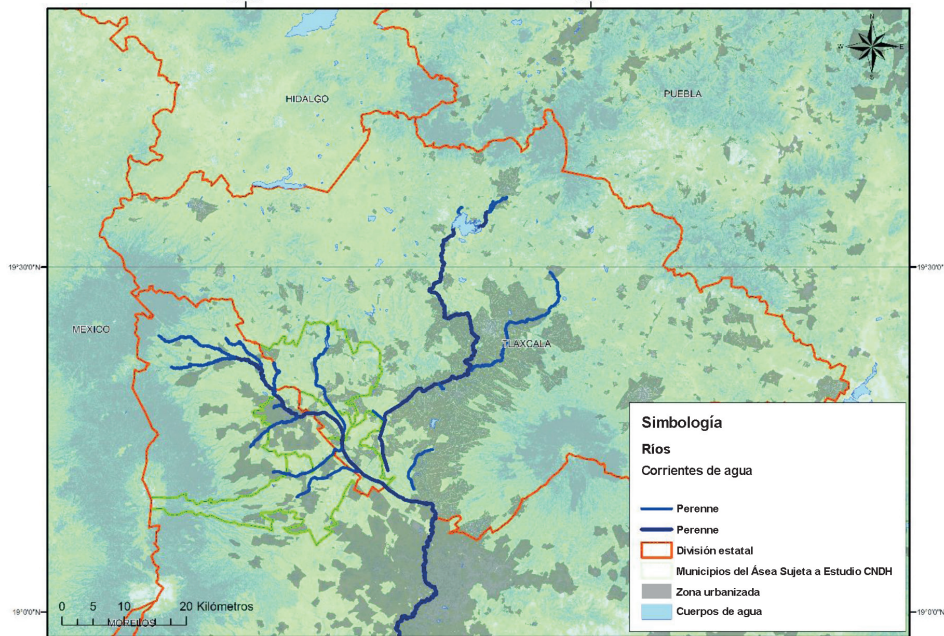 N
W E
S
HIDALGO
PUEBLA
19°30'0"N
19°30'0"N
MEXICO
TLAXCALA
Simbología
Ríos
Corrientes de agua
Perenne
Perenne
División estatal
Municipios del Ásea Sujeta a Estudio CNDH
Zona urbanizada
Cuerpos de agua
0 5 10 20 Kilómetros
MORELOS
19°0'0"N
19°0'0"N